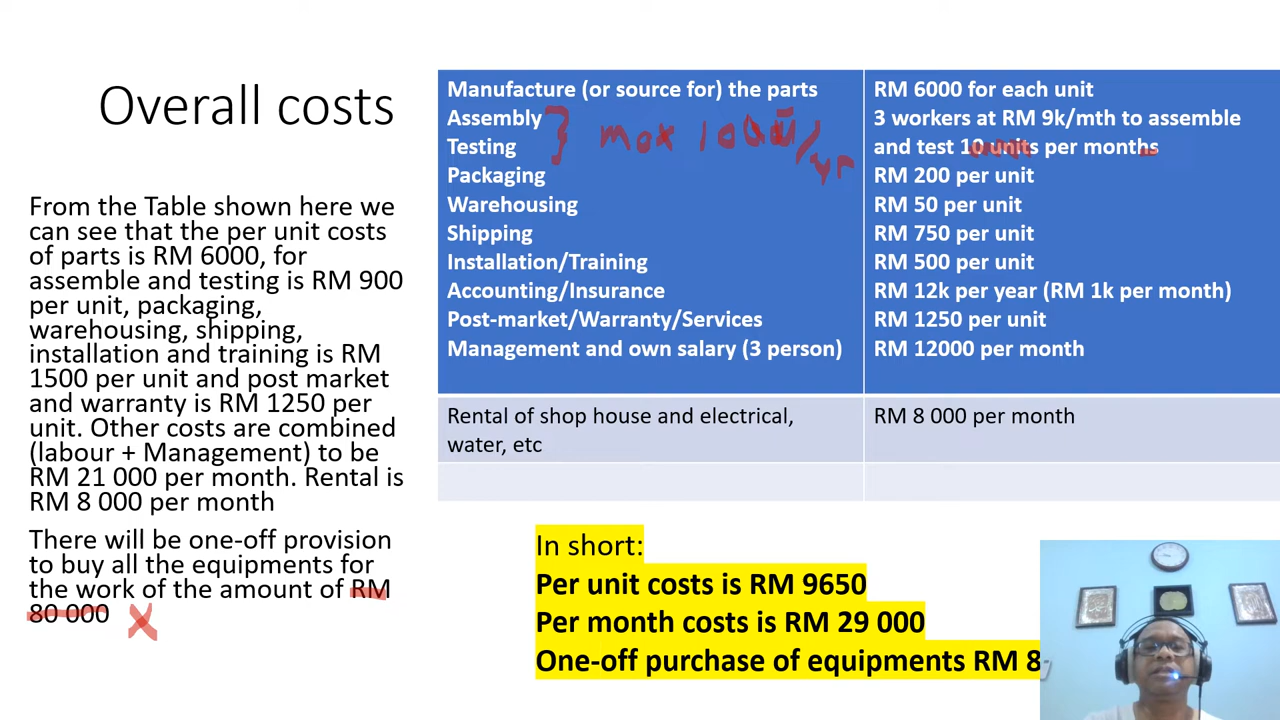 Overall costs
From the Table shown here we
can see that the per unit costs
of parts is RM 6000, for
assemble and testing is RM 900
per unit, packaging,
warehousing, shipping,
installation and training is RM
1500 per unit and post market
and warranty is RM 1250 per
unit. Other costs are combined
(labour + Management) to be
RM 21 000 per month. Rental is
RM 8 000 per month
There will be one-off provision
to buy all the equipments for
the work of the amount of RM
80 000
Manufacture (or source for) the parts
RM 6000 for each unit
Assembly
3 workers at RM 9k/mth to assemble
Testing
and test 10 units per months
max
/yr
Packaging
RM 200 per unit
Warehousing
RM 50 per unit
Shipping
RM 750 per unit
Installation/Training
RM 500 per unit
Accounting/Insurance
RM 12k per year (RM 1k per month)
Post-market/Warranty/Services
RM 1250 per unit
Management and own salary (3 person)
RM 12000 per month
Rental of shop house and electrical,
water, etc
RM 8 000 per month
In short:
Per unit costs is RM 9650
Per month costs is RM 29 000
One-off purchase of equipments RM 8